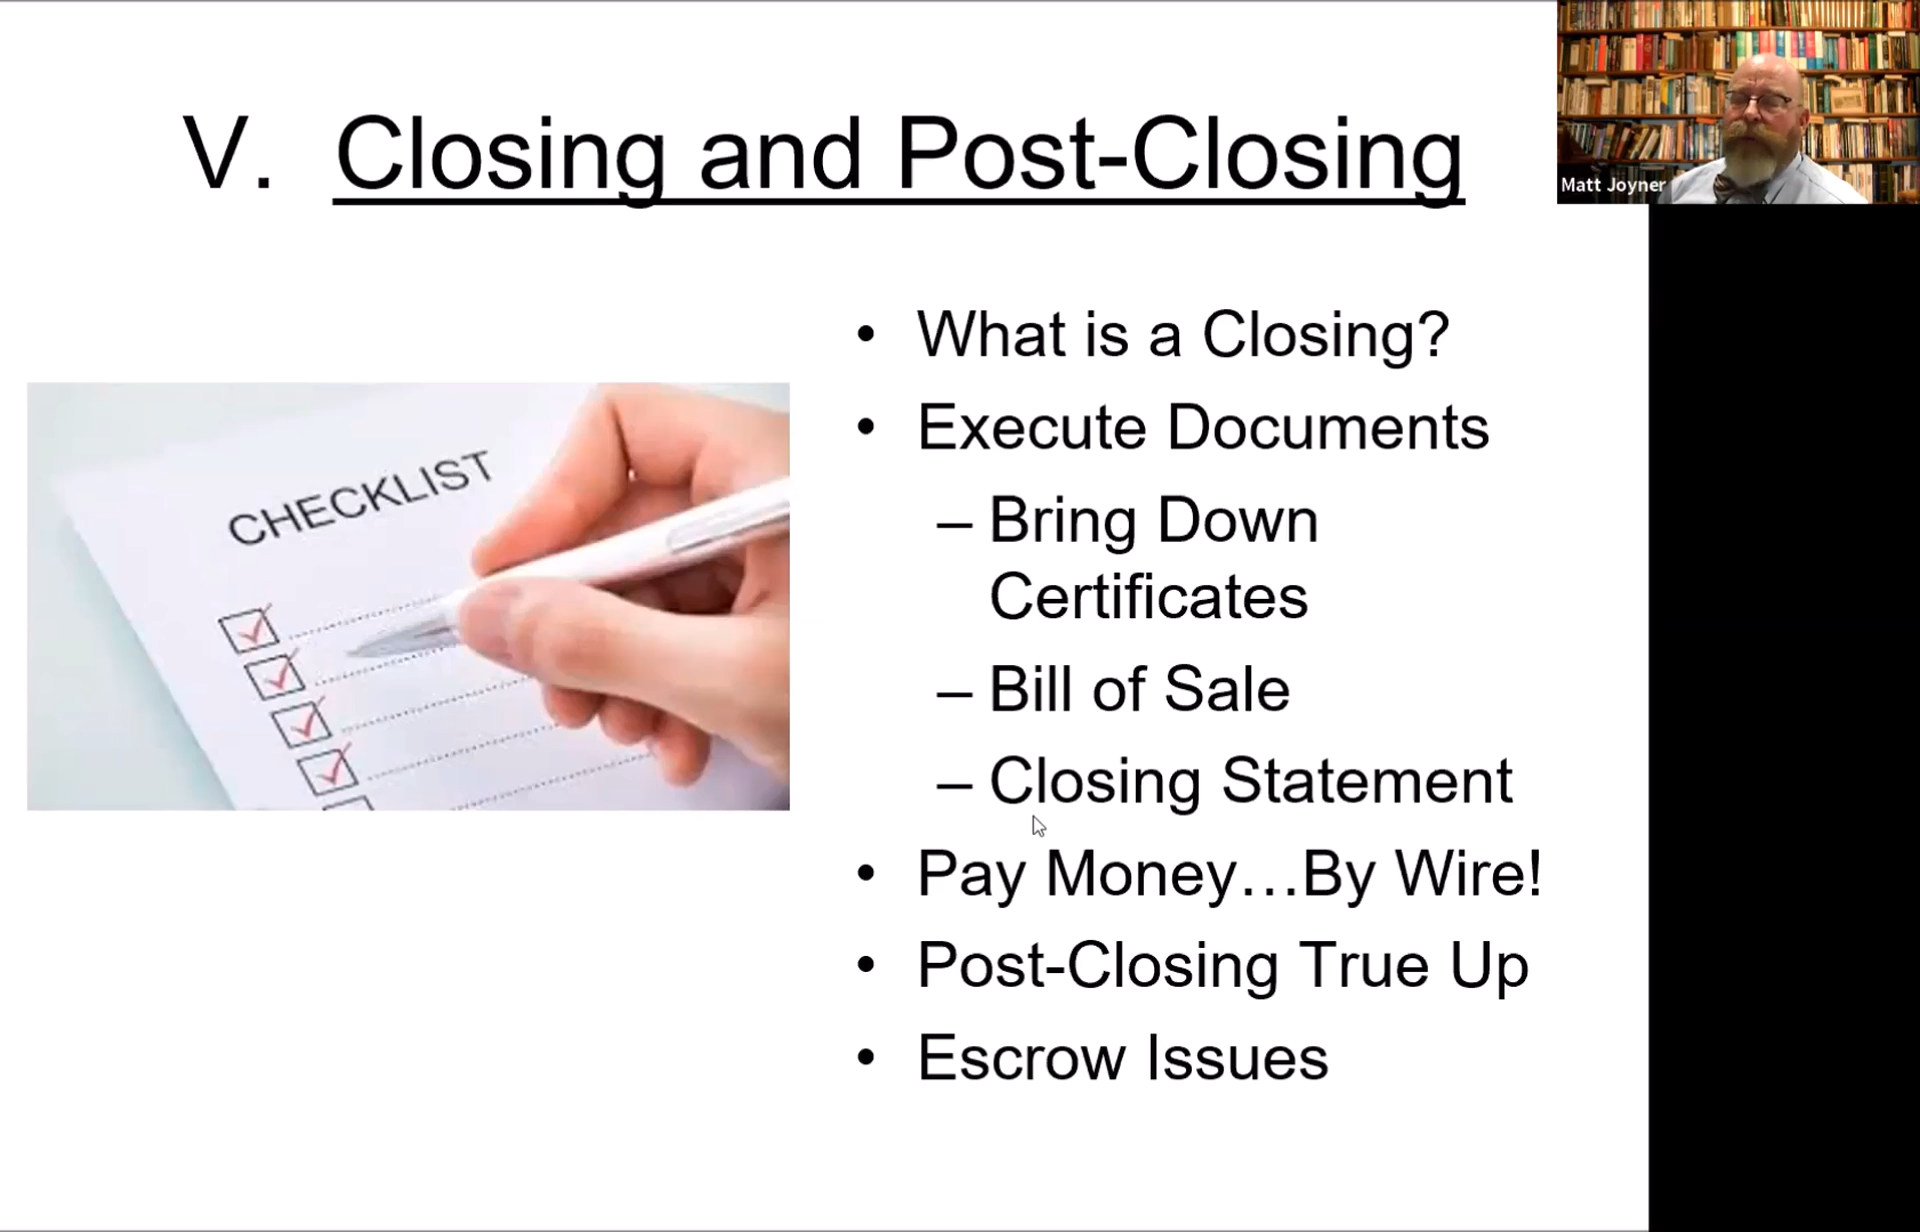 V. Closing and Post-Closing
Matt Joyner
CHECKLIST
• What is a Closing?
• Execute Documents
– Bring Down
Certificates
– Bill of Sale
– Closing Statement
• Pay Money…By Wire!
• Post-Closing True Up
• Escrow Issues